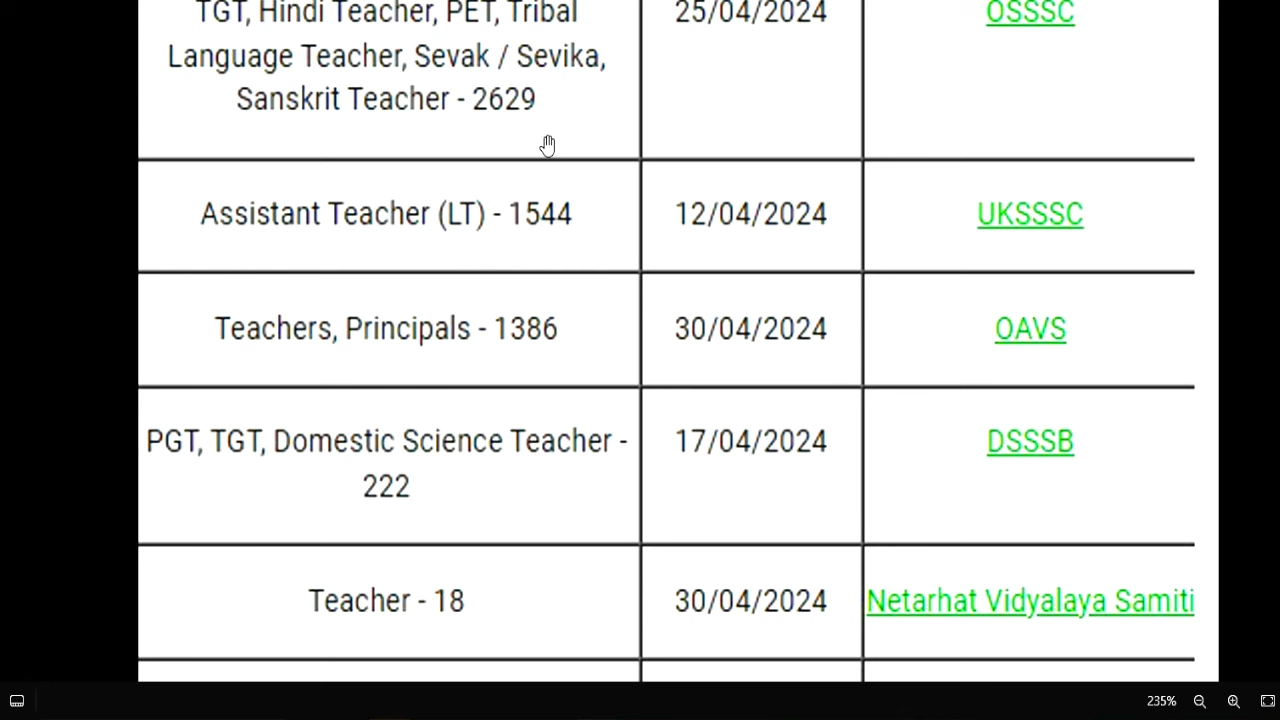 TGT, Hindi Teacher, PET, Tribal
Language Teacher, Sevak / Sevika,
Sanskrit Teacher - 2629
25/04/2024
OSSSC
Assistant Teacher (LT) - 1544
12/04/2024
UKSSSC
Teachers, Principals - 1386
30/04/2024
OAVS
PGT, TGT, Domestic Science Teacher -
222
17/04/2024
DSSSB
Teacher - 18
30/04/2024
Netarhat Vidyalaya Samiti
235%